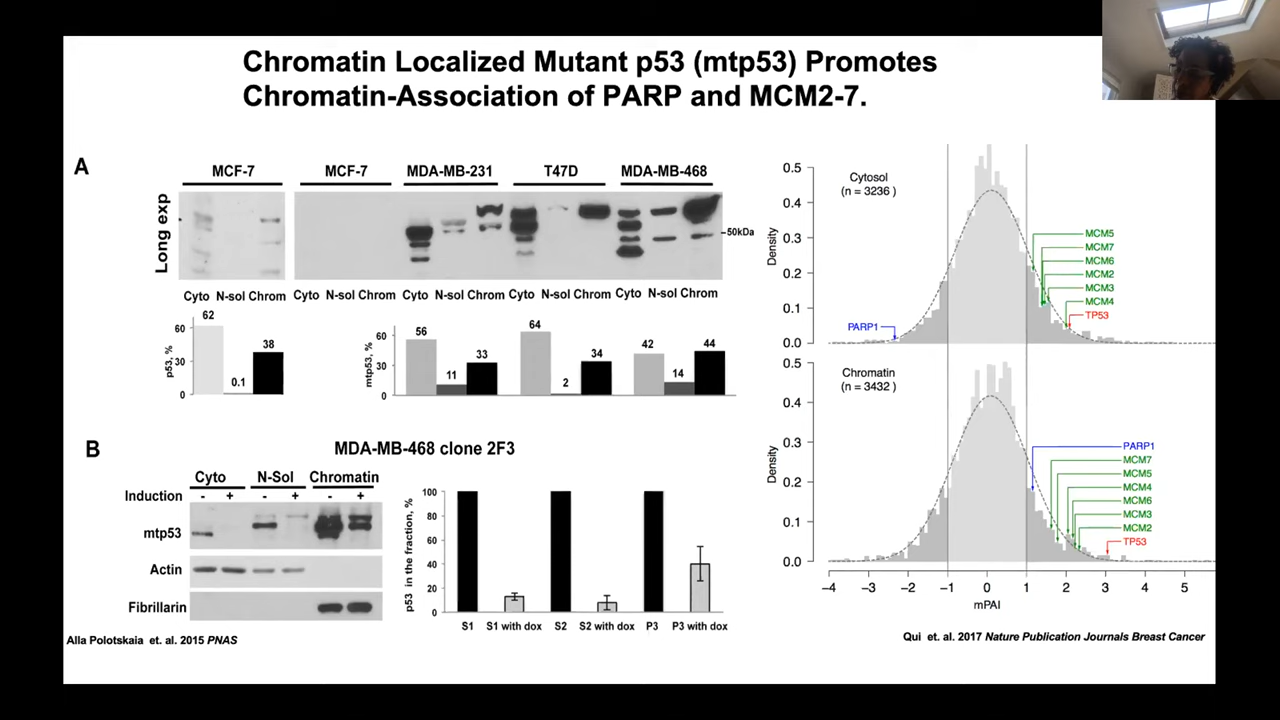 Chromatin Localized Mutant p53 (mtp53) Promotes
Chromatin-Association of PARP and MCM2-7.
A
MCF-7 MCF-7 MDA-MB-231 T47D MDA-MB-468
Long exp
50kDa
Cyto N-sol Chrom Cyto N-sol Chrom Cyto N-sol Chrom Cyto N-sol Chrom Cyto N-sol Chrom
p53, %
60
30
0
62 0.1 38
mtp53, %
60
30
0
56 11 33 64 2 34 42 14 44
B
MDA-MB-468 clone 2F3
Cyto N-Sol Chromatin
Induction - + - + - +
mtp53
Actin
Fibrillarin
p53 in the fraction, %
100
80
60
40
20
0
S1 S1 with dox S2 S2 with dox P3 P3 with dox
Alla Polotskaia et. al. 2015 PNAS
Cytosol
(n = 3236 )
Density
0.5
0.4
0.3
0.2
0.1
0.0
MCM5
MCM7
MCM6
MCM2
MCM3
MCM4
TP53
PARP1
Chromatin
(n = 3432 )
Density
0.5
0.4
0.3
0.2
0.1
0.0
PARP1
MCM7
MCM5
MCM4
MCM6
MCM3
MCM2
TP53
−4 −3 −2 −1 0 1 2 3 4 5
mPAI
Qui et. al. 2017 Nature Publication Journals Breast Cancer